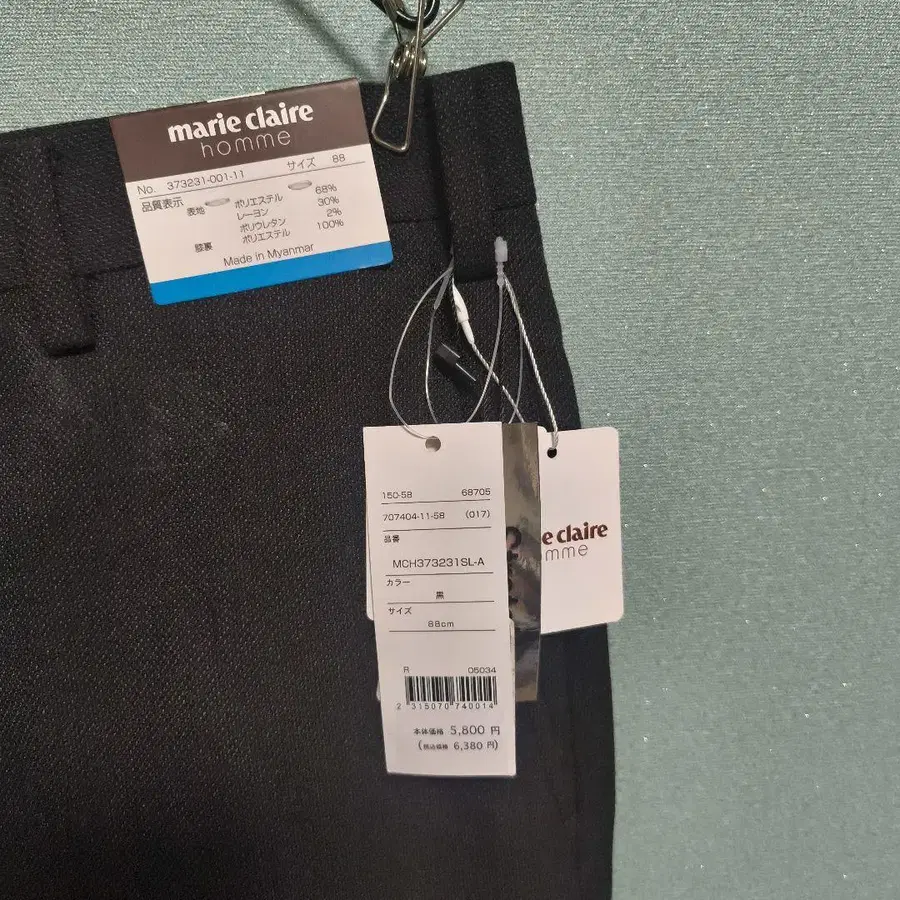 marie claire
homme
No. 373231-001-11 サイズ 88
品質表示 表地 ポリエステル 68%
レーヨン 30%
ポリウレタン 2%
膝裏 ポリエステル 100%
Made in Myanmar
150-58 68705
707404-11-58 (017)
品番
MCH373231SL-A
カラー
黒
サイズ
88cm
R 05034
2 315070 740014
本体価格 5,800 円
(税込価格 6,380 円)
e claire
mme